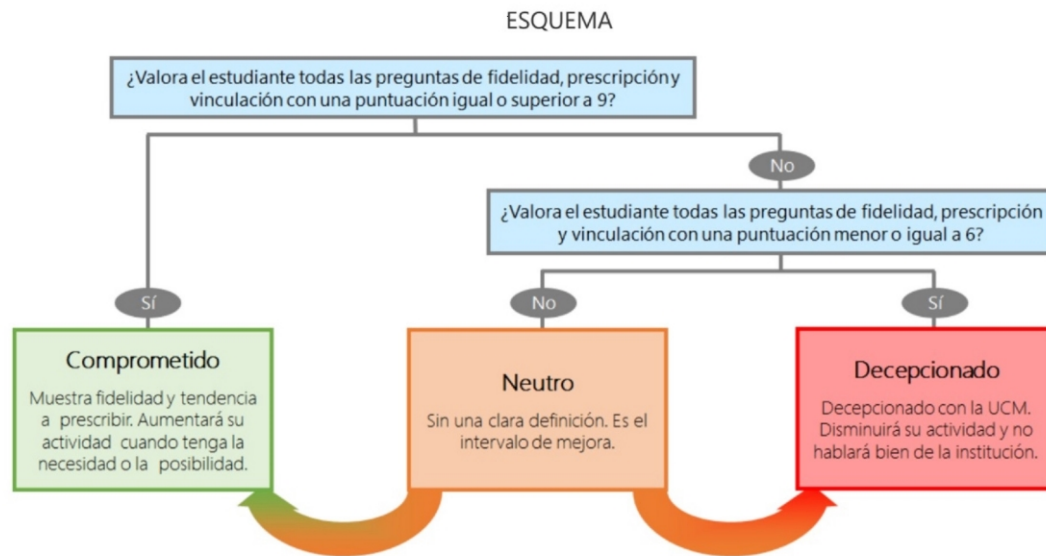 ESQUEMA
¿Valora el estudiante todas las preguntas de fidelidad, prescripción y
vinculación con una puntuación igual o superior a 9?
No
¿Valora el estudiante todas las preguntas de fidelidad, prescripción
y vinculación con una puntuación menor o igual a 6?
Sí
No
Sí
Comprometido
Muestra fidelidad y tendencia
a prescribir. Aumentará su
actividad cuando tenga la
necesidad o la posibilidad.
Neutro
Sin una clara definición. Es el
intervalo de mejora.
Decepcionado
Decepcionado con la UCM.
Disminuirá su actividad y no
hablará bien de la institución.